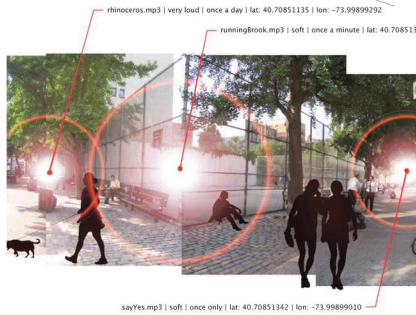 rhinoceros.mp3 | very loud | once a day | lat: 40.70851135 | lon: -73.99899292
runningBrook.mp3 | soft | once a minute | lat: 40.708513
sayYes.mp3 | soft | once only | lat: 40.70851342 | lon: -73.99899010